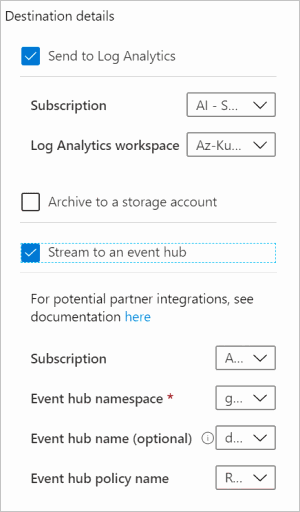 Destination details
Send to Log Analytics
Subscription AI - S...
Log Analytics workspace Az-Ku...
Archive to a storage account
Stream to an event hub
For potential partner integrations, see
documentation here
Subscription A...
Event hub namespace * g...
Event hub name (optional) d...
Event hub policy name R...